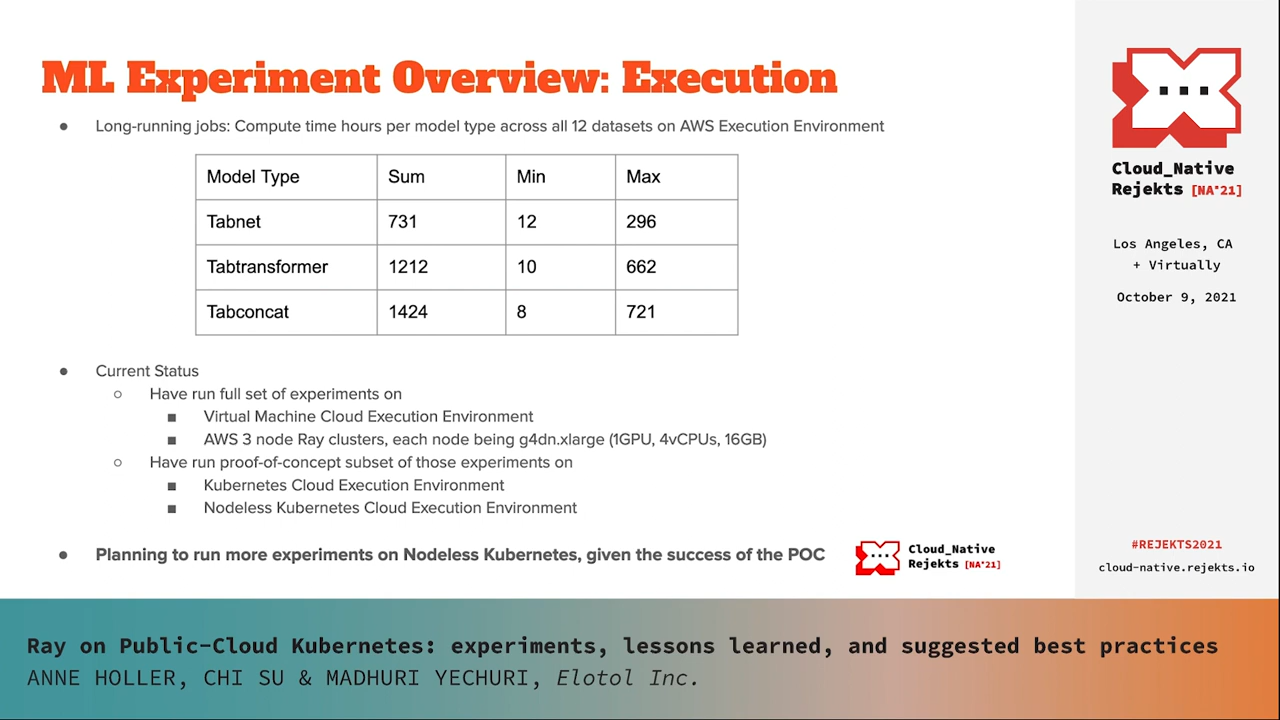 ML Experiment Overview: Execution
● Long-running jobs: Compute time hours per model type across all 12 datasets on AWS Execution Environment
Model Type Sum Min Max
Tabnet 731 12 296
Tabtransformer 1212 10 662
Tabconcat 1424 8 721
● Current Status
○ Have run full set of experiments on
■ Virtual Machine Cloud Execution Environment
■ AWS 3 node Ray clusters, each node being g4dn.xlarge (1GPU, 4vCPUs, 16GB)
○ Have run proof-of-concept subset of those experiments on
■ Kubernetes Cloud Execution Environment
■ Nodeless Kubernetes Cloud Execution Environment
● Planning to run more experiments on Nodeless Kubernetes, given the success of the POC
Cloud_Native
Rejekts [NA'21]
Cloud_Native
Rejekts [NA'21]
Los Angeles, CA
+ Virtually
October 9, 2021
#REJEKTS2021
cloud-native.rejekts.io
Ray on Public-Cloud Kubernetes: experiments, lessons learned, and suggested best practices
ANNE HOLLER, CHI SU & MADHURI YECHURI, Elotol Inc.